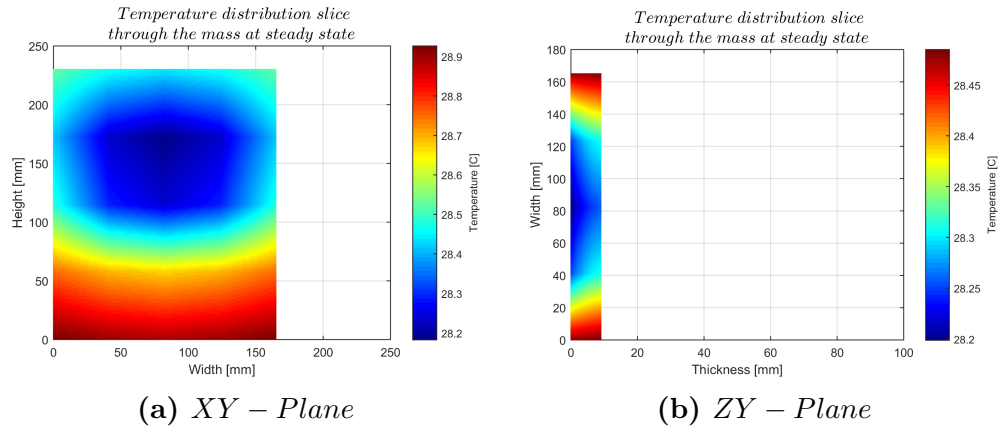 Temperature distribution slice
through the mass at steady state
250
200
150
100
50
0
Height [mm]
0 50 100 150 200 250
Width [mm]
28.9
28.8
28.7
28.6
28.5
28.4
28.3
28.2
Temperature [C]
(a) XY − Plane
Temperature distribution slice
through the mass at steady state
180
160
140
120
100
80
60
40
20
0
Width [mm]
0 20 40 60 80 100
Thickness [mm]
28.45
28.4
28.35
28.3
28.25
28.2
Temperature [C]
(b) ZY − Plane